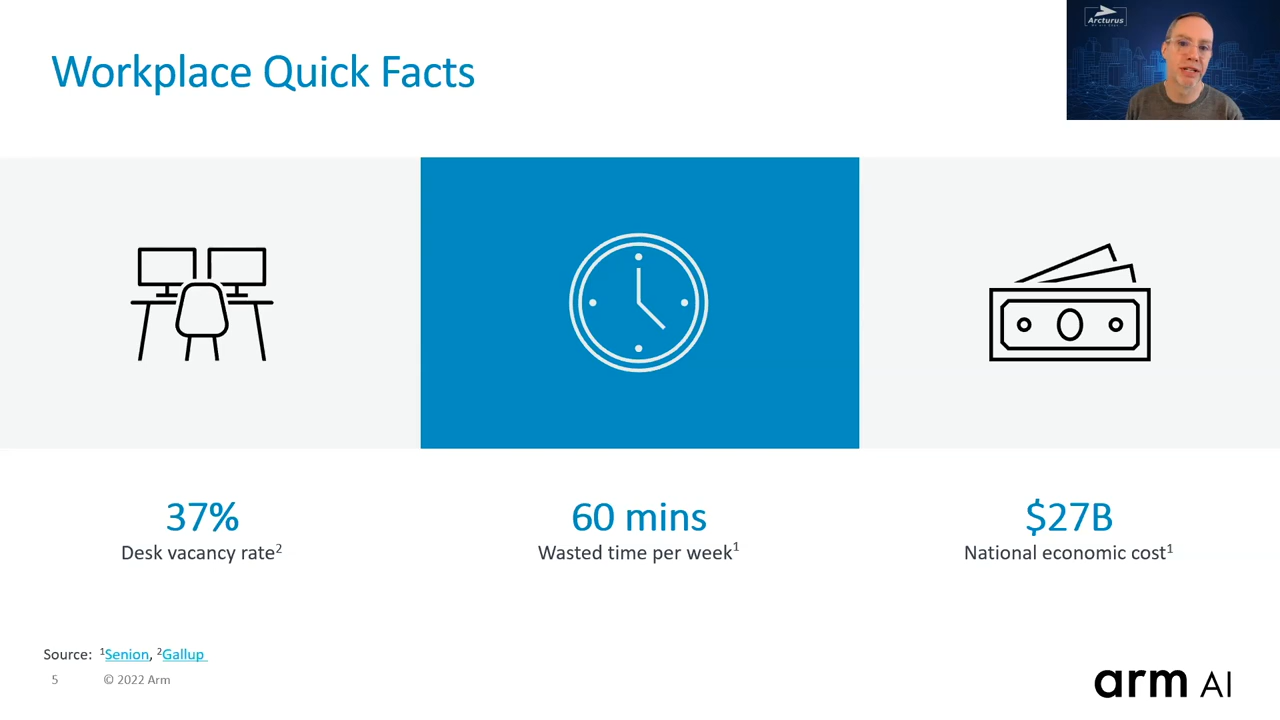 Arcturus
Workplace Quick Facts
37%
Desk vacancy rate2
60 mins
Wasted time per week1
$27B
National economic cost1
Source: 1Senion, 2Gallup
5 © 2022 Arm
arm AI